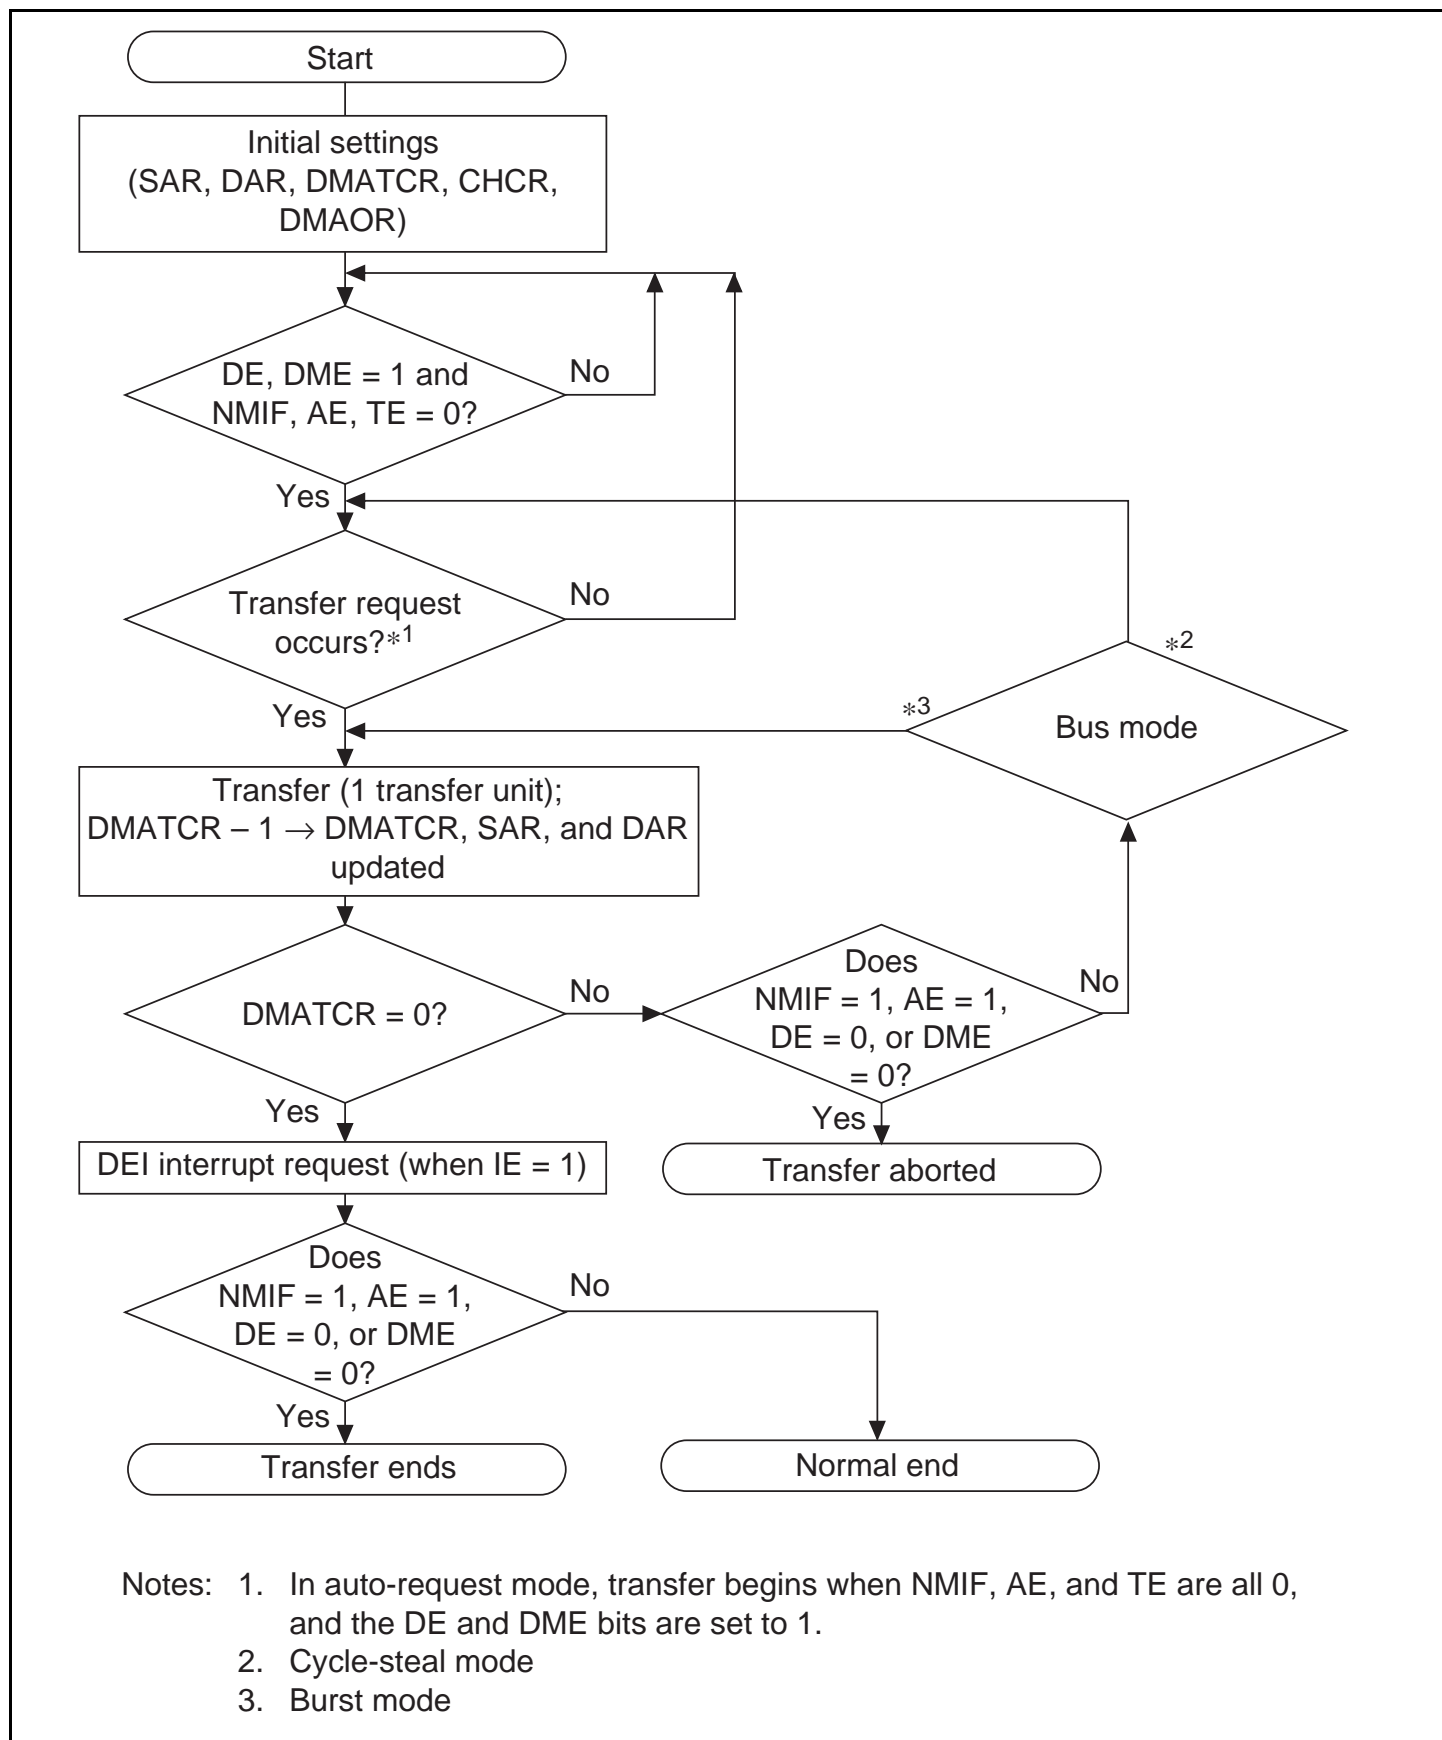 Start
Initial settings
(SAR, DAR, DMATCR, CHCR,
DMAOR)
DE, DME = 1 and
NMIF, AE, TE = 0?
No
Yes
Transfer request
occurs?*1
No
Yes
*2
*3
Bus mode
Transfer (1 transfer unit);
DMATCR – 1 → DMATCR, SAR, and DAR
updated
DMATCR = 0?
No
Does
NMIF = 1, AE = 1,
DE = 0, or DME
= 0?
No
Yes
Yes
DEI interrupt request (when IE = 1)
Transfer aborted
Does
NMIF = 1, AE = 1,
DE = 0, or DME
= 0?
No
Yes
Transfer ends
Normal end
Notes: 1. In auto-request mode, transfer begins when NMIF, AE, and TE are all 0,
and the DE and DME bits are set to 1.
2. Cycle-steal mode
3. Burst mode